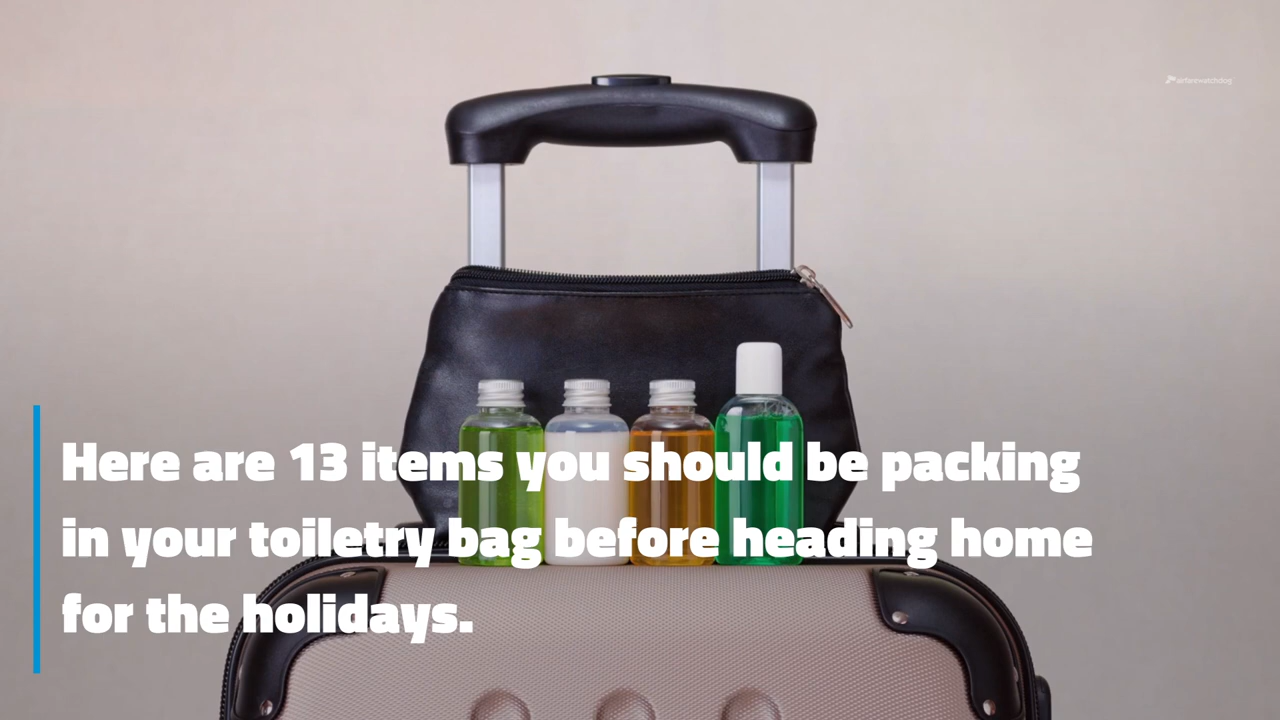 airfarewatchdog
Here are 13 items you should be packing
in your toiletry bag before heading home
for the holidays.